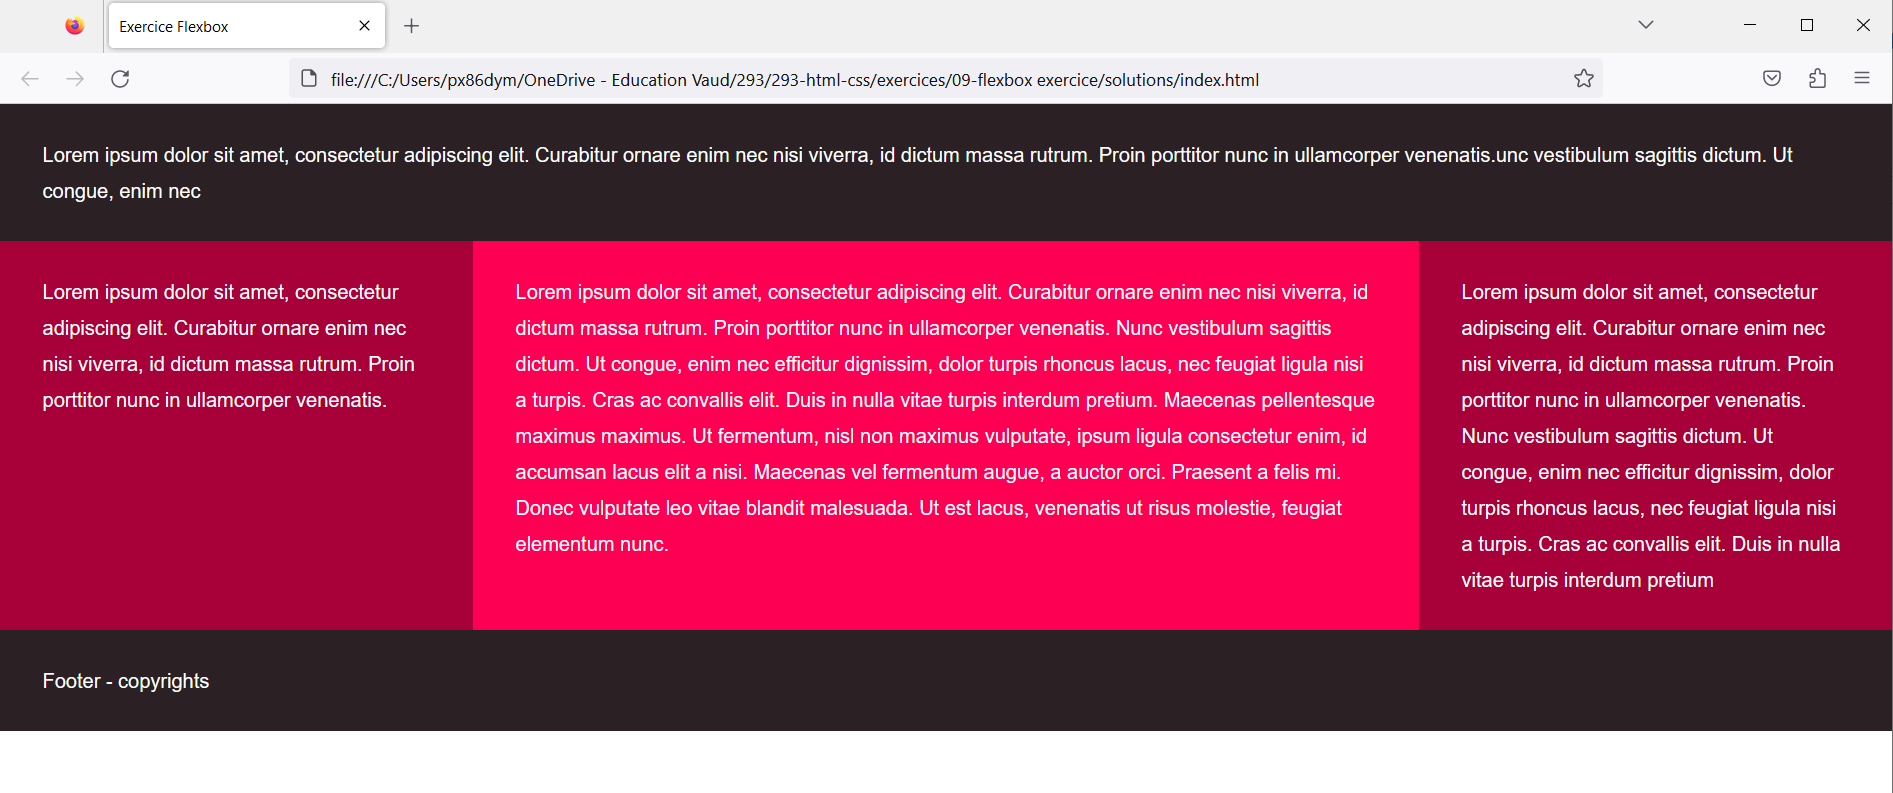 Exercice Flexbox
file:///C:/Users/px86dym/OneDrive - Education Vaud/293/293-html-css/exercices/09-flexbox exercice/solutions/index.html
Lorem ipsum dolor sit amet, consectetur adipiscing elit. Curabitur ornare enim nec nisi viverra, id dictum massa rutrum. Proin porttitor nunc in ullamcorper venenatis.unc vestibulum sagittis dictum. Ut
congue, enim nec
Lorem ipsum dolor sit amet, consectetur
adipiscing elit. Curabitur ornare enim nec
nisi viverra, id dictum massa rutrum. Proin
porttitor nunc in ullamcorper venenatis.
Lorem ipsum dolor sit amet, consectetur adipiscing elit. Curabitur ornare enim nec nisi viverra, id
dictum massa rutrum. Proin porttitor nunc in ullamcorper venenatis. Nunc vestibulum sagittis
dictum. Ut congue, enim nec efficitur dignissim, dolor turpis rhoncus lacus, nec feugiat ligula nisi
a turpis. Cras ac convallis elit. Duis in nulla vitae turpis interdum pretium. Maecenas pellentesque
maximus maximus. Ut fermentum, nisl non maximus vulputate, ipsum ligula consectetur enim, id
accumsan lacus elit a nisi. Maecenas vel fermentum augue, a auctor orci. Praesent a felis mi.
Donec vulputate leo vitae blandit malesuada. Ut est lacus, venenatis ut risus molestie, feugiat
elementum nunc.
Lorem ipsum dolor sit amet, consectetur
adipiscing elit. Curabitur ornare enim nec
nisi viverra, id dictum massa rutrum. Proin
porttitor nunc in ullamcorper venenatis.
Nunc vestibulum sagittis dictum. Ut
congue, enim nec efficitur dignissim, dolor
turpis rhoncus lacus, nec feugiat ligula nisi
a turpis. Cras ac convallis elit. Duis in nulla
vitae turpis interdum pretium
Footer - copyrights